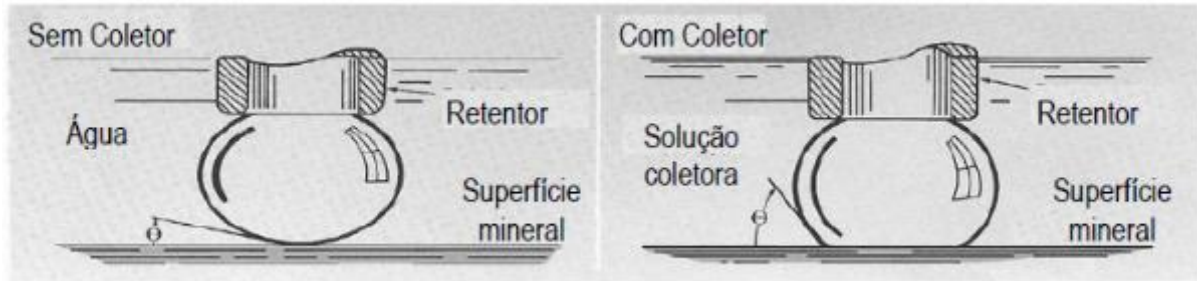 Sem Coletor
Água
Retentor
Superfície
mineral
Θ
Com Coletor
Solução
coletora
Retentor
Superfície
mineral
Θ